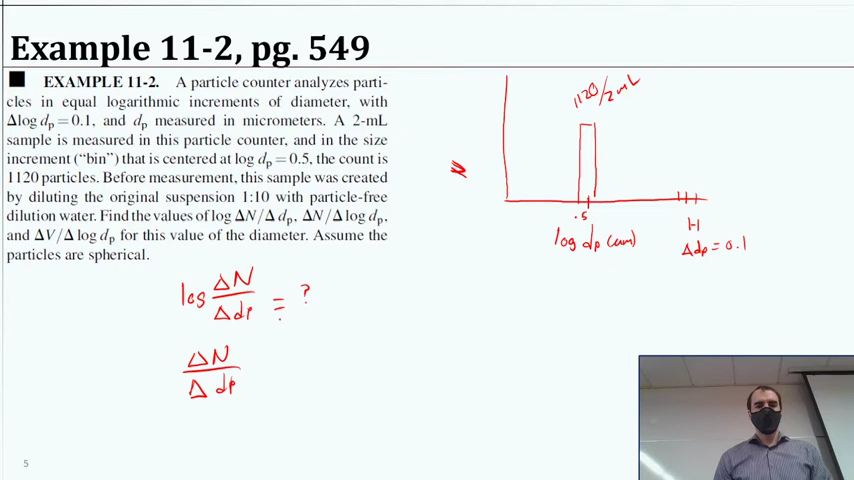 Example 11-2, pg. 549
EXAMPLE 11-2. A particle counter analyzes parti-
cles in equal logarithmic increments of diameter, with
Δlog dp = 0.1, and dp measured in micrometers. A 2-mL
sample is measured in this particle counter, and in the size
increment (“bin”) that is centered at log dp = 0.5, the count is
1120 particles. Before measurement, this sample was created
by diluting the original suspension 1:10 with particle-free
dilution water. Find the values of log ΔN/Δ dp, ΔN/Δ log dp,
and ΔV/Δ log dp for this value of the diameter. Assume the
particles are spherical.
1120/2mL
.5
log dp (um)
Δdp = 0.1
log ΔN/Δdp = ?
ΔN/Δ dp
5